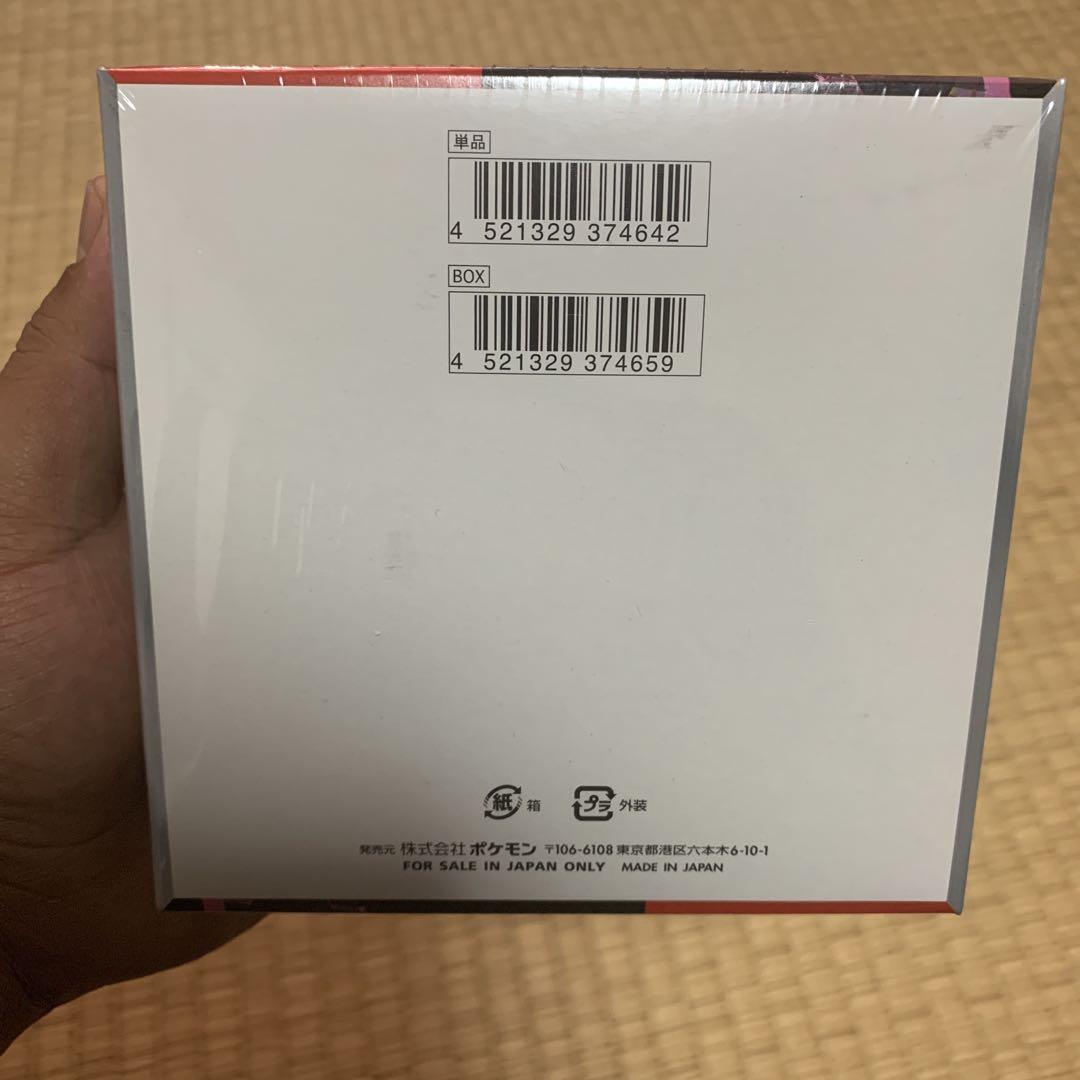 単品
4 521329 374642
BOX
4 521329 374659
紙 箱 プラ 外装
発売元 株式会社 ポケモン 〒106-6108 東京都港区六本木6-10-1
FOR SALE IN JAPAN ONLY MADE IN JAPAN